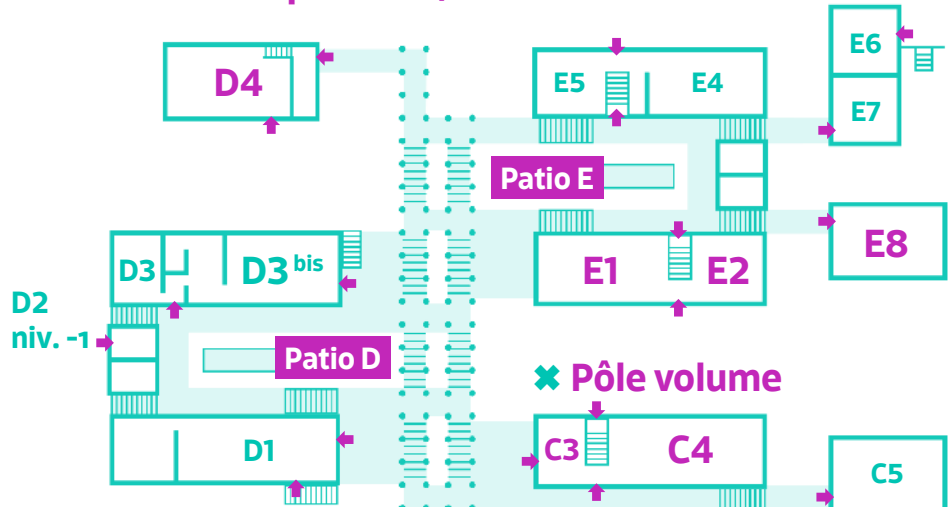 E6
D4
E5
E4
E7
Patio E
E8
D3
D3 bis
E1
E2
D2
niv. -1
Patio D
✖ Pôle volume
D1
C3
C4
C5